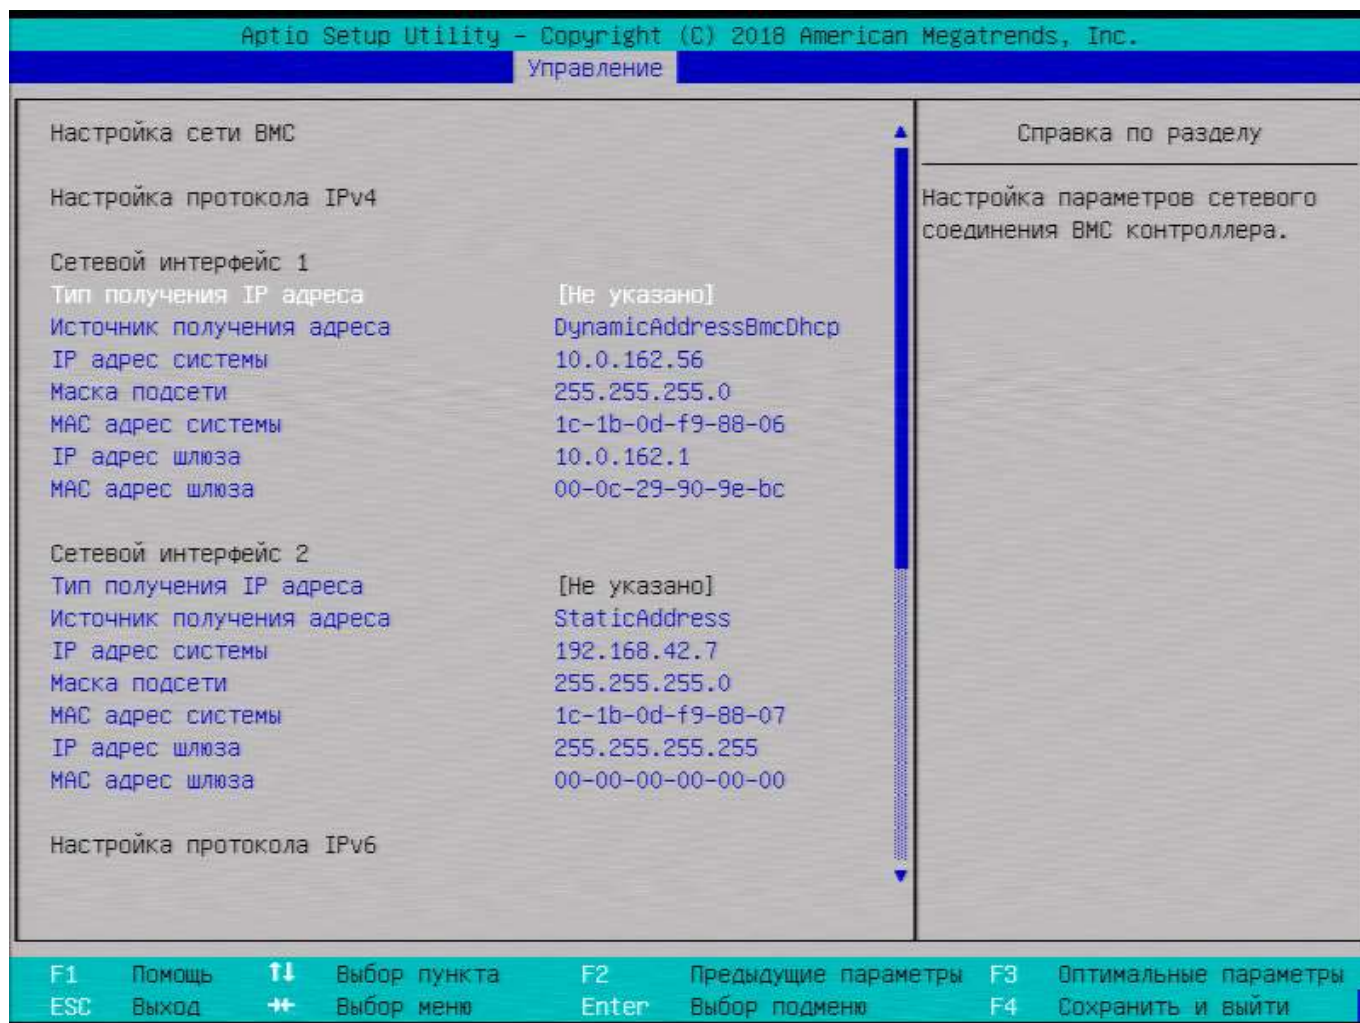 Aptio Setup Utility - Copyright (C) 2018 American Megatrends, Inc.
Управление
Настройка сети BMC
Справка по разделу
Настройка протокола IPv4
Настройка параметров сетевого
соединения BMC контроллера.
Сетевой интерфейс 1
Тип получения IP адреса [Не указано]
Источник получения адреса DynamicAddressBmcDhcp
IP адрес системы 10.0.162.56
Маска подсети 255.255.255.0
MAC адрес системы 1c-1b-0d-f9-88-06
IP адрес шлюза 10.0.162.1
MAC адрес шлюза 00-0c-29-90-9e-bc
Сетевой интерфейс 2
Тип получения IP адреса [Не указано]
Источник получения адреса StaticAddress
IP адрес системы 192.168.42.7
Маска подсети 255.255.255.0
MAC адрес системы 1c-1b-0d-f9-88-07
IP адрес шлюза 255.255.255.255
MAC адрес шлюза 00-00-00-00-00-00
Настройка протокола IPv6
F1 Помощь ↑↓ Выбор пункта F2 Предыдущие параметры F3 Оптимальные параметры
ESC Выход →← Выбор меню Enter Выбор подменю F4 Сохранить и выйти